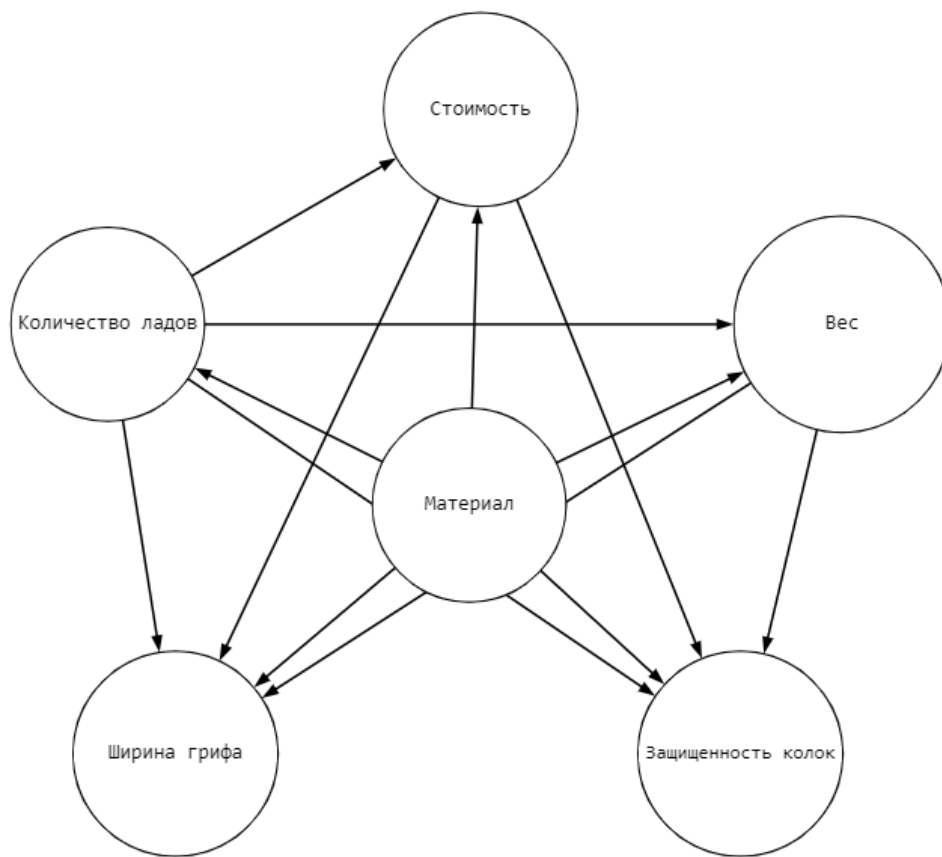 Стоимость
Количество ладов
Вес
Материал
Ширина грифа
Защищенность колок